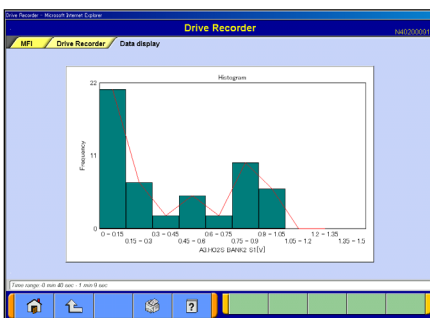 Drive Recorder - Microsoft Internet Explorer
Drive Recorder
N40200091
MFI Drive Recorder Data display
Histogram
22
11
0
Frequency
0 - 0.15 0.3 - 0.45 0.6 - 0.75 0.9 - 1.05 1.2 - 1.35
0.15 - 0.3 0.45 - 0.6 0.75 - 0.9 1.05 - 1.2 1.35 - 1.5
A3:HO2S BANK2 S1[V]
Time range: 0 min 40 sec - 1 min 9 sec
?